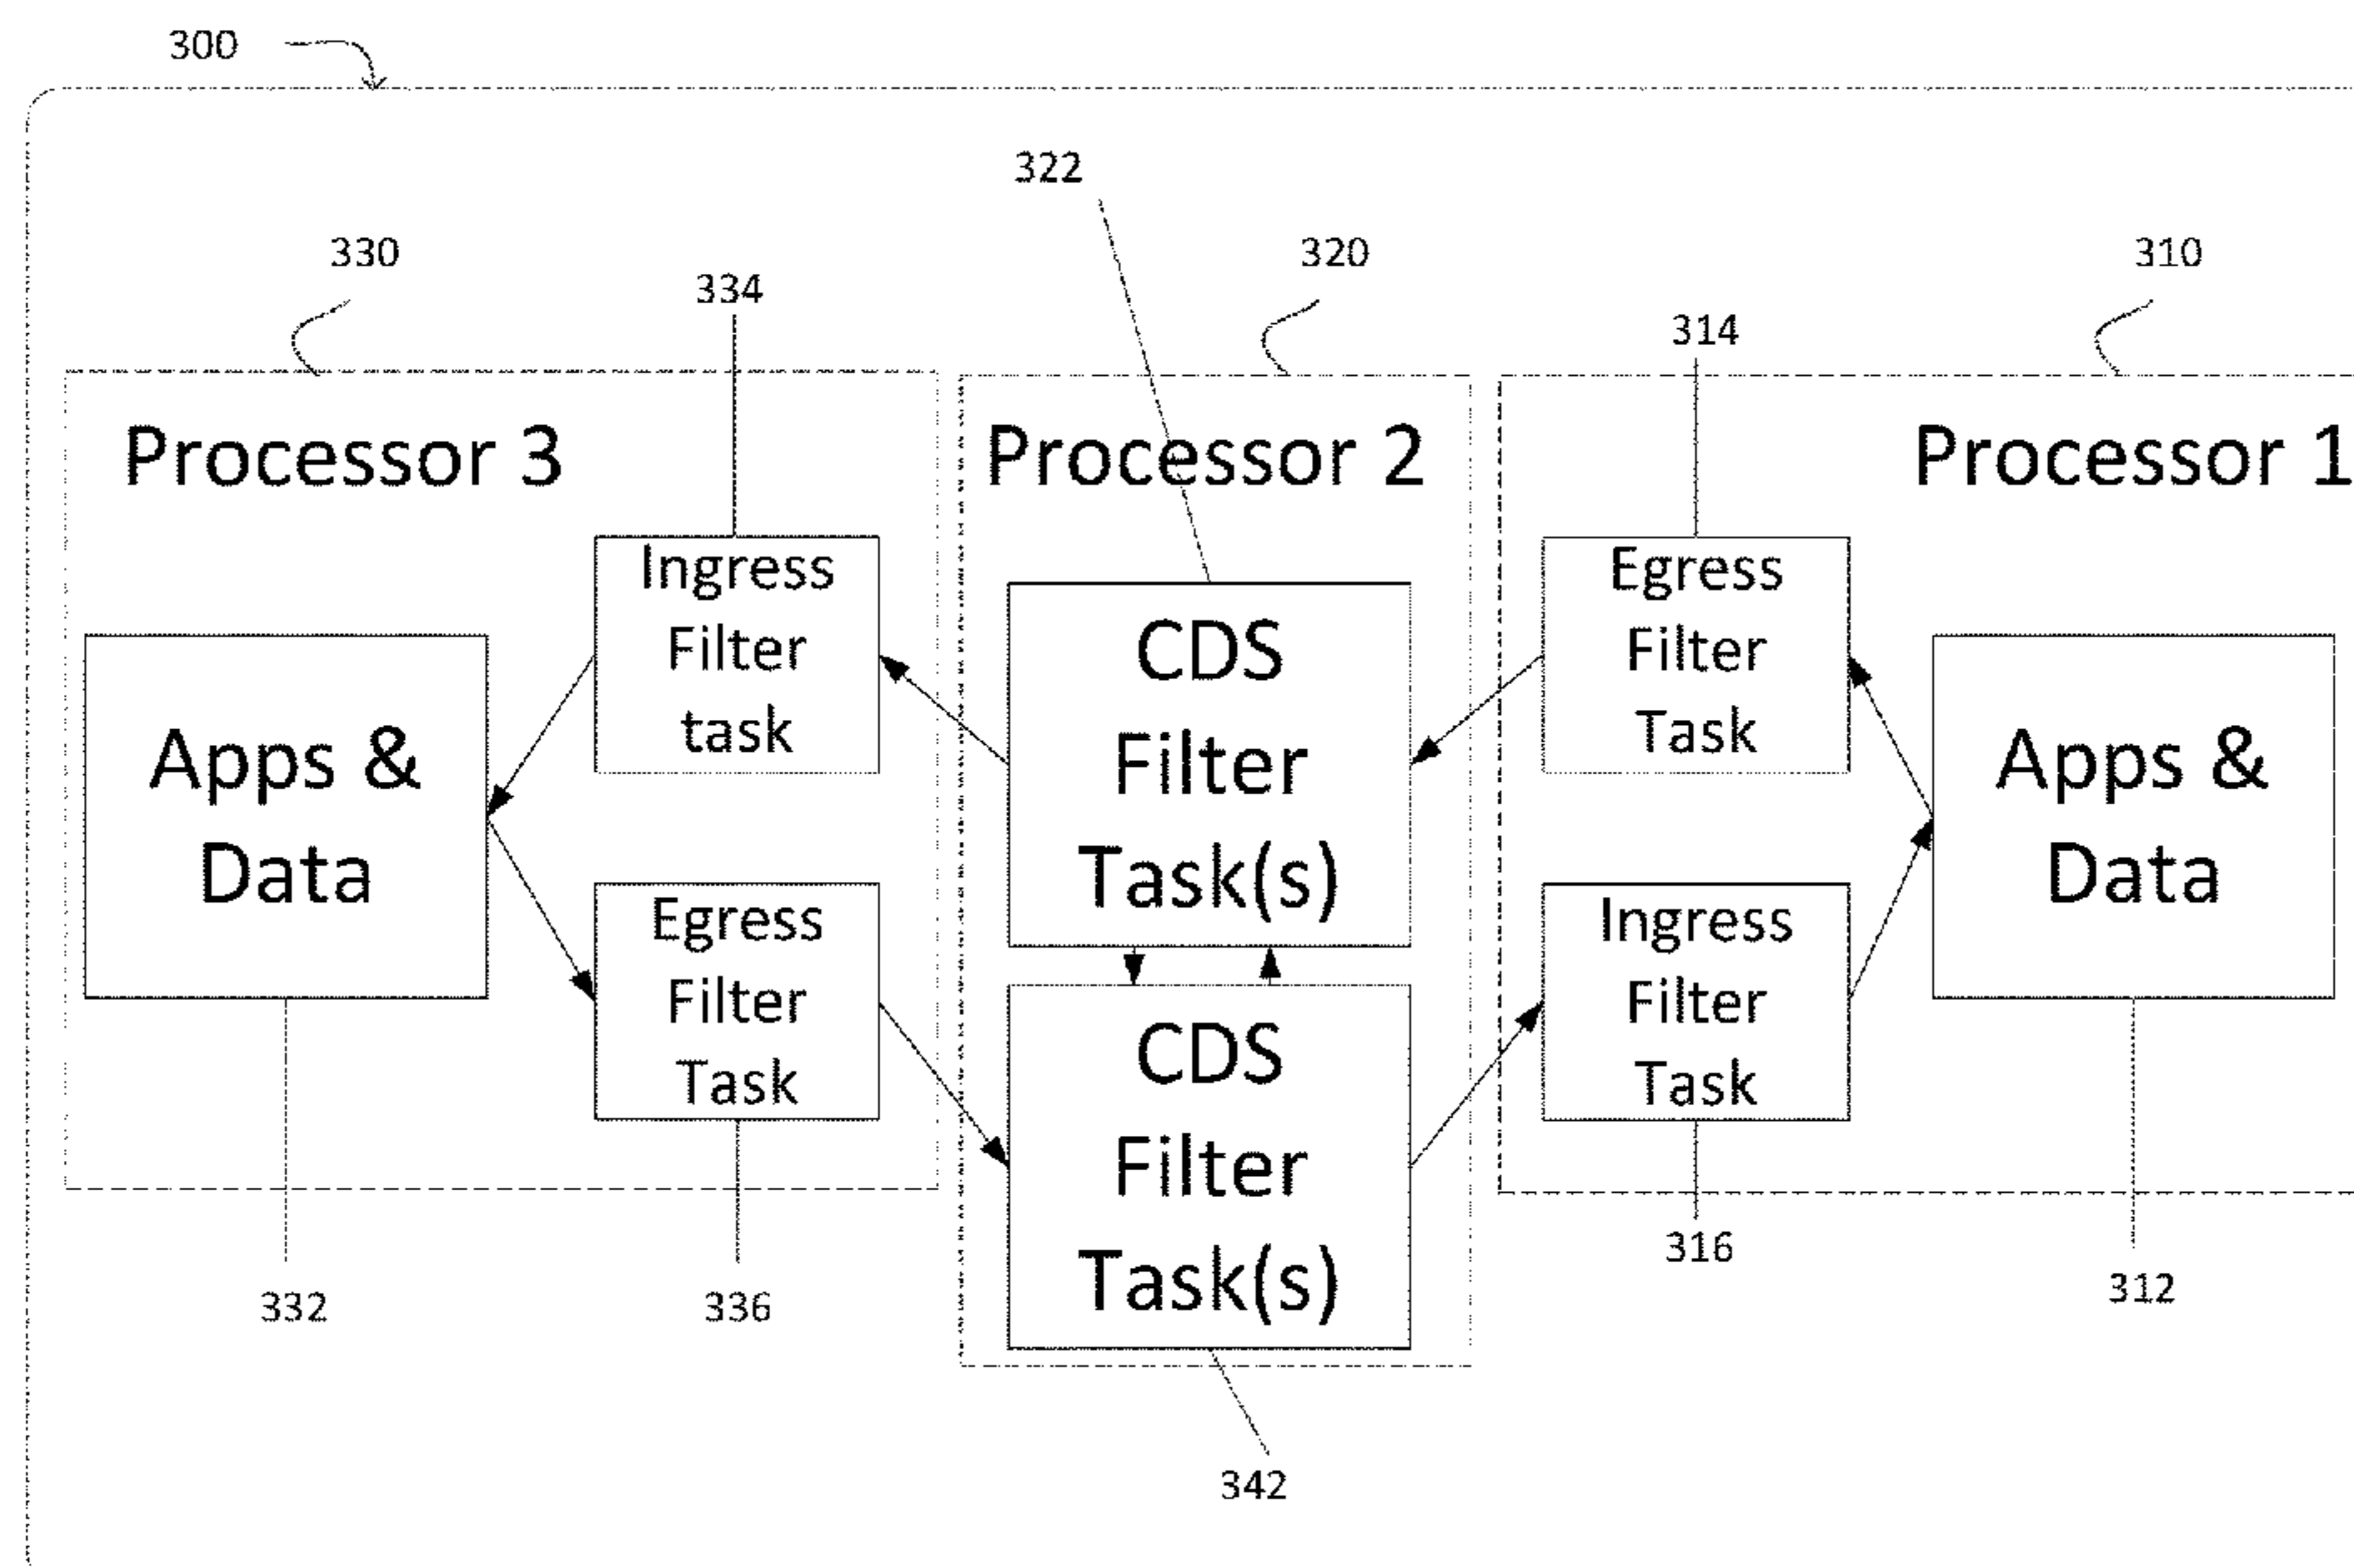 300
322
330
320
310
334
314
Processor 3
Processor 2
Processor 1
Ingress
Filter
task
CDS
Filter
Task(s)
Egress
Filter
Task
Apps &
Data
Apps &
Data
Egress
Filter
Task
CDS
Filter
Task(s)
Ingress
Filter
Task
332
336
316
312
342